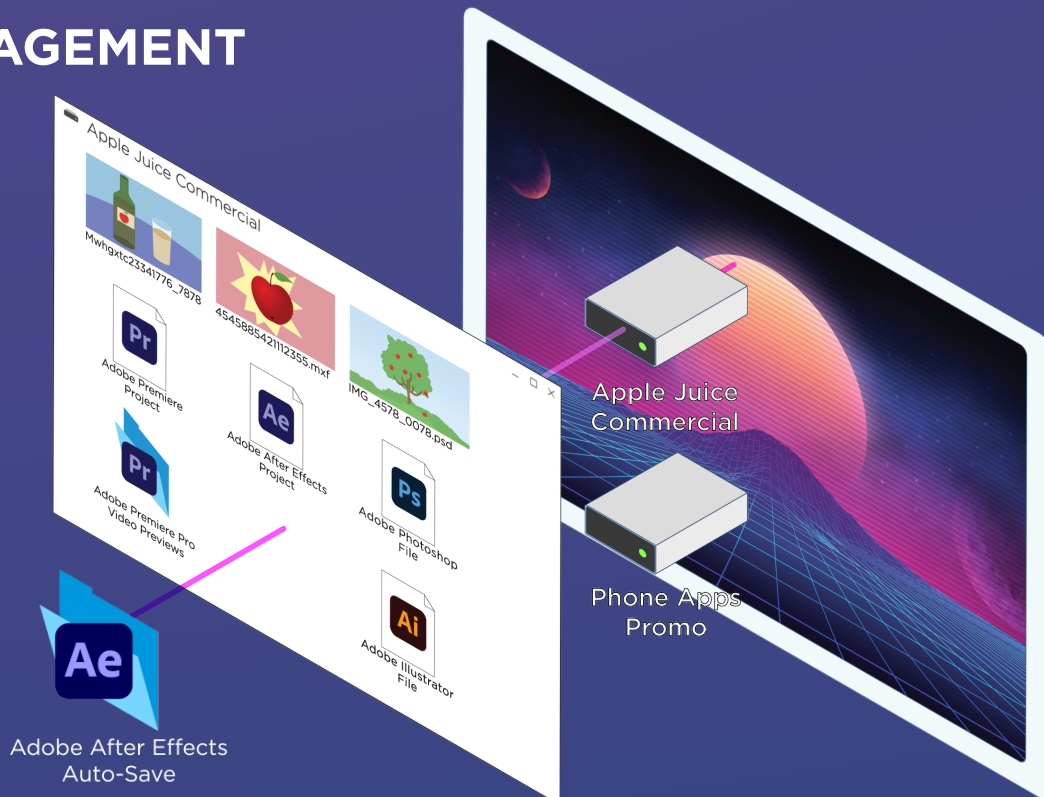 AGEMENT
Apple Juice Commercial
Mwhgxtc23341776_7878
4545885421112355.mxf
IMG_4578_0078.psd
Pr
Adobe Premiere
Project
Ae
Adobe After Effects
Project
Pr
Adobe Premiere Pro
Video Previews
Ps
Adobe Photoshop
File
Ai
Adobe Illustrator
File
Ae
Adobe After Effects
Auto-Save
Apple Juice
Commercial
Phone Apps
Promo